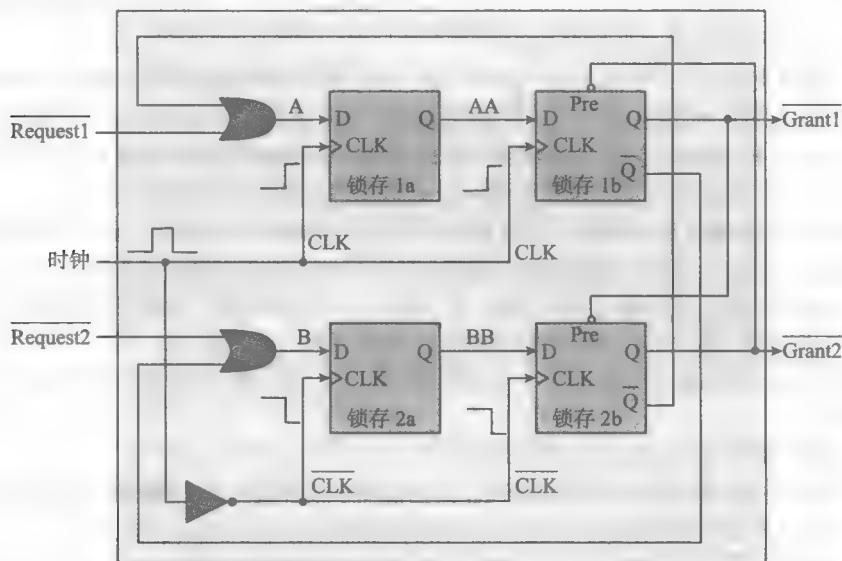 Pre
A
AA
D
Q
D
Q
Request1
Grant1
CLK
CLK
Q
锁存 1a
锁存 1b
时钟
CLK
CLK
Request2
Pre
B
BB
D
Q
D
Q
Grant2
CLK
CLK
Q
锁存 2a
锁存 2b
CLK
CLK